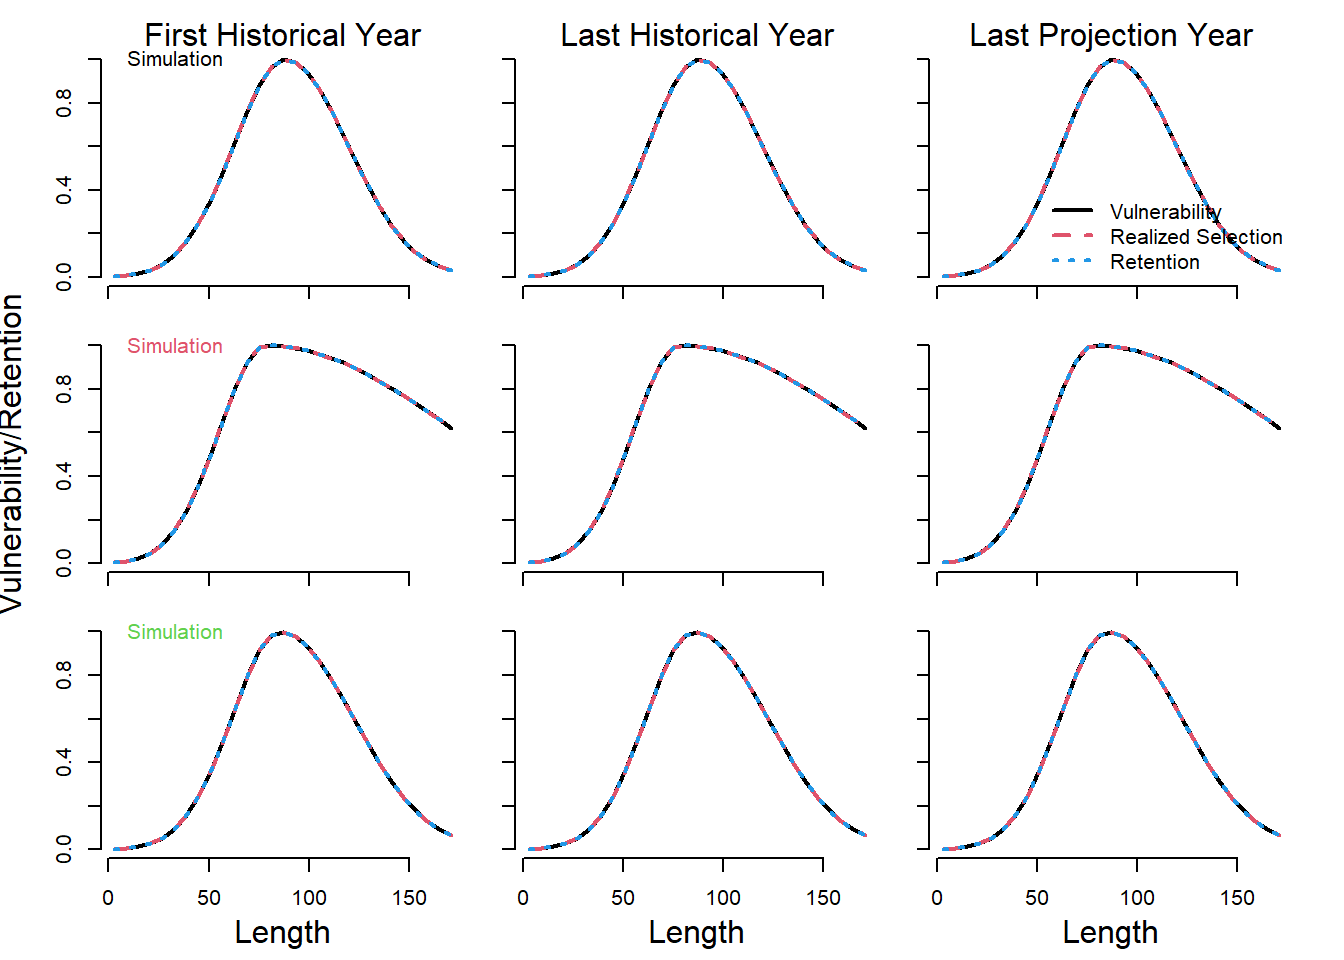 First Historical Year
Last Historical Year
Last Projection Year
Vulnerability/Retention
Simulation
0.8
0.4
0.0
Vulnerability
Realized Selection
Retention
Simulation
0.8
0.4
0.0
Simulation
0.8
0.4
0.0
0 50 100 150
0 50 100 150
0 50 100 150
Length
Length
Length